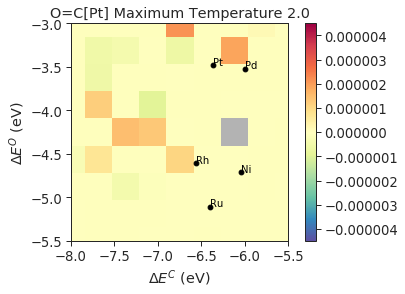 O=C[Pt] Maximum Temperature 2.0
−3.0
−3.5
−4.0
−4.5
−5.0
−5.5
ΔE^O (eV)
Pt
Pd
Rh
Ni
Ru
−8.0 −7.5 −7.0 −6.5 −6.0 −5.5
ΔE^C (eV)
0.000004
0.000003
0.000002
0.000001
0.000000
−0.000001
−0.000002
−0.000003
−0.000004